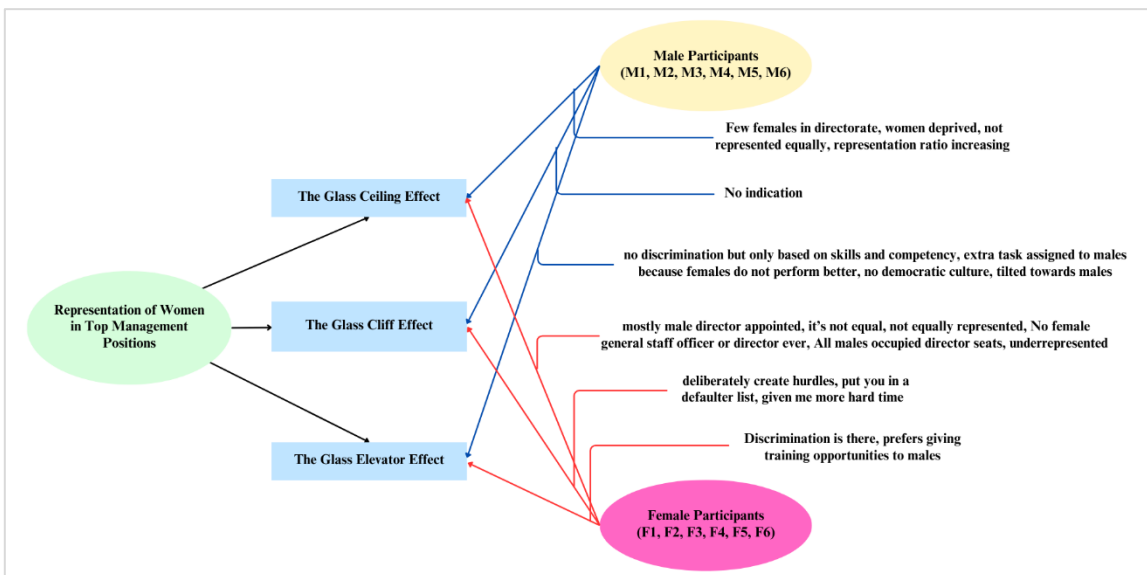 Male Participants
(M1, M2, M3, M4, M5, M6)
Few females in directorate, women deprived, not
represented equally, representation ratio increasing
The Glass Ceiling Effect
No indication
no discrimination but only based on skills and competency, extra task assigned to males
because females do not perform better, no democratic culture, tilted towards males
Representation of Women
in Top Management
Positions
The Glass Cliff Effect
mostly male director appointed, it's not equal, not equally represented, No female
general staff officer or director ever, All males occupied director seats, underrepresented
deliberately create hurdles, put you in a
defaulter list, given me more hard time
The Glass Elevator Effect
Discrimination is there, prefers giving
training opportunities to males
Female Participants
(F1, F2, F3, F4, F5, F6)